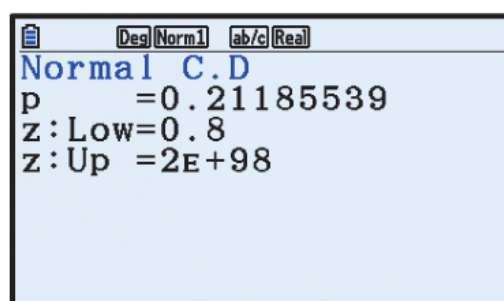 Deg Norm1 ab/c Real
Normal C.D
p =0.21185539
z:Low=0.8
z:Up =2E+98